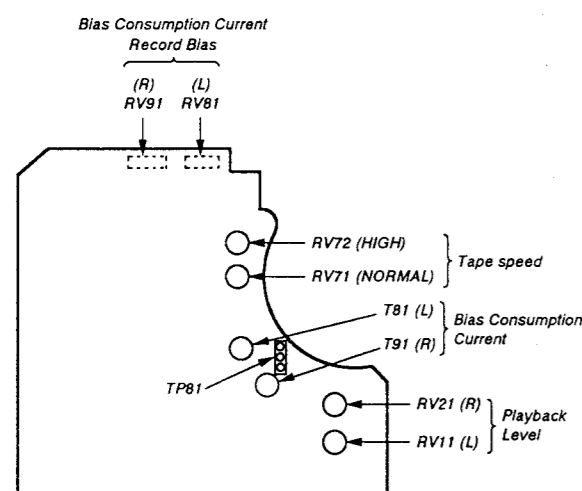 Bias Consumption Current
Record Bias
(R) (L)
RV91 RV81
RV72 (HIGH)
RV71 (NORMAL)
Tape speed
T81 (L)
T91 (R)
Bias Consumption
Current
TP81
RV21 (R)
RV11 (L)
Playback
Level